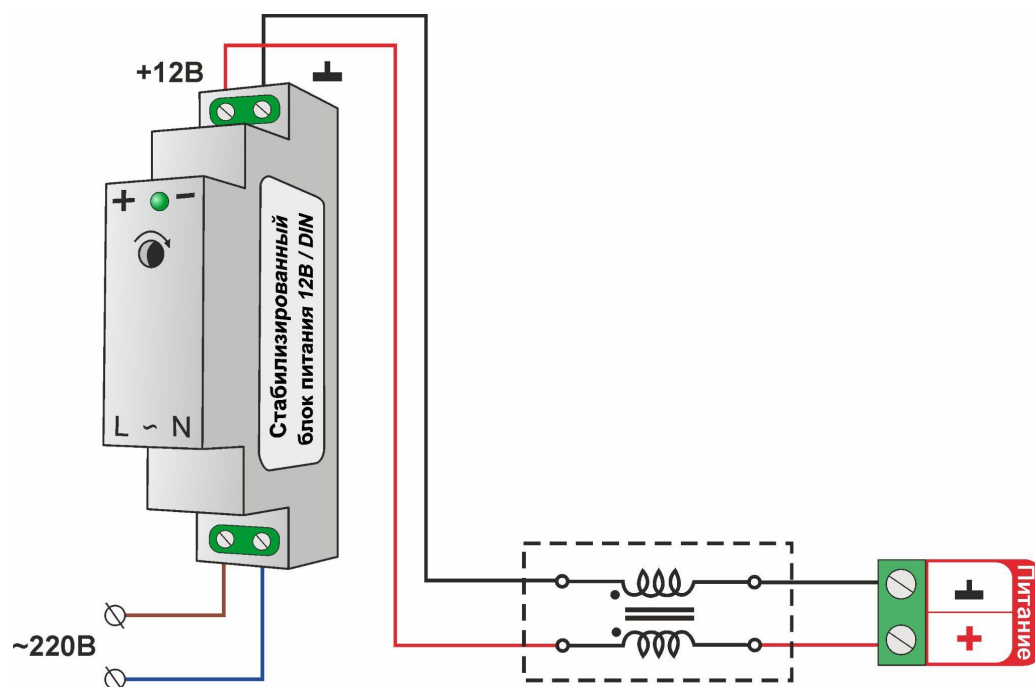 +12В
+ -
Стабилизированный
блок питания 12В / DIN
L ~ N
~220В
+
Питание